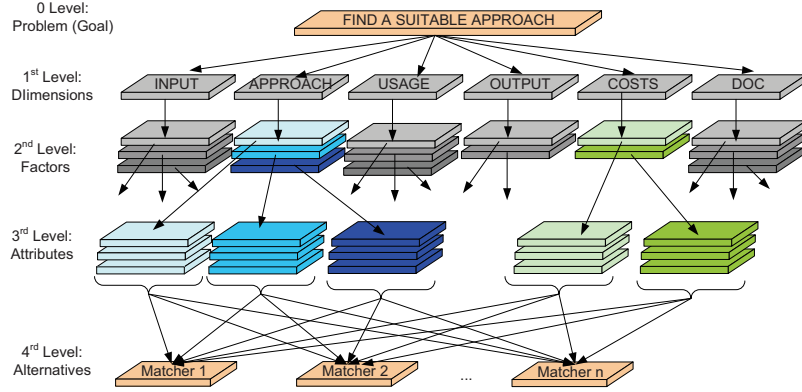 0 Level:
Problem (Goal)
FIND A SUITABLE APPROACH
1st Level:
DIimensions
INPUT
APPROACH
USAGE
OUTPUT
COSTS
DOC
2nd Level:
Factors
3rd Level:
Attributes
4rd Level:
Alternatives
Matcher 1
Matcher 2
...
Matcher n